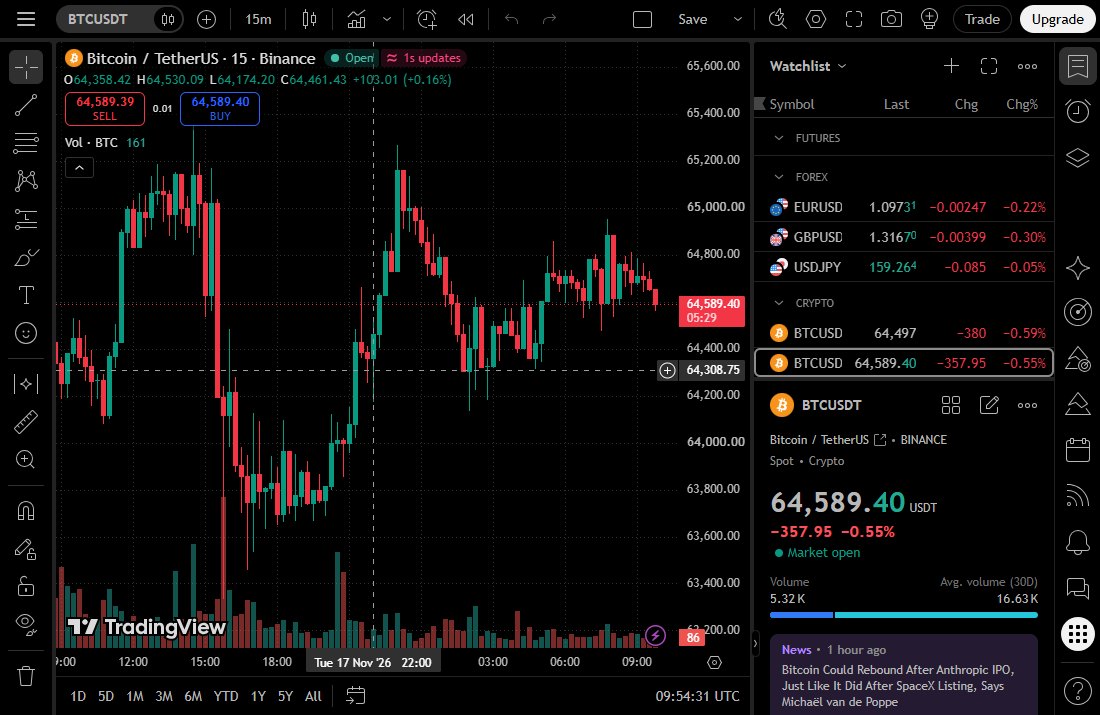 BTCUSDT
15m
Save
Trade
Upgrade
Bitcoin / TetherUS · 15 · Binance
Open
1s updates
O64,358.42 H64,530.09 L64,174.20 C64,461.43 +103.01 (+0.16%)
64,589.39
SELL
0.01
64,589.40
BUY
Vol · BTC 161
65,600.00
65,400.00
65,200.00
65,000.00
64,800.00
64,589.40
05:29
64,400.00
64,308.75
64,200.00
64,000.00
63,800.00
63,600.00
63,400.00
86
TradingView
12:00
15:00
18:00
Tue 17 Nov '26 22:00
03:00
06:00
09:00
1D 5D 1M 3M 6M YTD 1Y 5Y All
09:54:31 UTC
Watchlist
Symbol Last Chg Chg%
FUTURES
FOREX
EURUSD 1.09731 −0.00247 −0.22%
GBPUSD 1.31670 −0.00399 −0.30%
USDJPY 159.264 −0.085 −0.05%
CRYPTO
BTCUSD 64,497 −380 −0.59%
BTCUSD 64,589.40 −357.95 −0.55%
BTCUSDT
Bitcoin / TetherUS • BINANCE
Spot • Crypto
64,589.40 USDT
−357.95 −0.55%
Market open
Volume Avg. volume (30D)
5.32 K 16.63 K
News • 1 hour ago
Bitcoin Could Rebound After Anthropic IPO,
Just Like It Did After SpaceX Listing, Says
Michaël van de Poppe